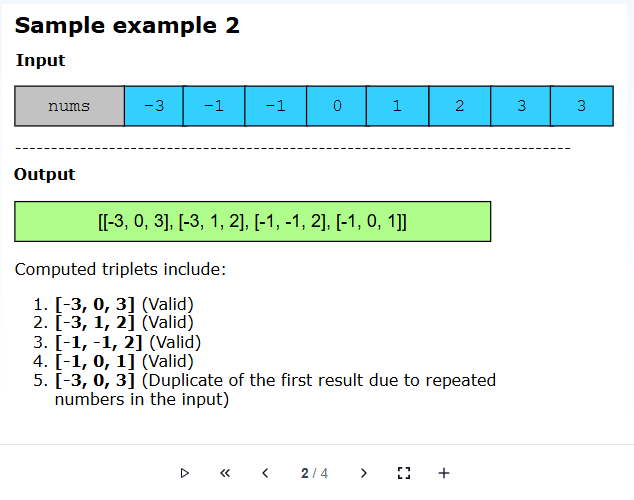 Sample example 2
Input
nums -3 -1 -1 0 1 2 3 3
------------------------------------------------------------------------------
Output
[[-3, 0, 3], [-3, 1, 2], [-1, -1, 2], [-1, 0, 1]]
Computed triplets include:
1. [-3, 0, 3] (Valid)
2. [-3, 1, 2] (Valid)
3. [-1, -1, 2] (Valid)
4. [-1, 0, 1] (Valid)
5. [-3, 0, 3] (Duplicate of the first result due to repeated
numbers in the input)
2 / 4